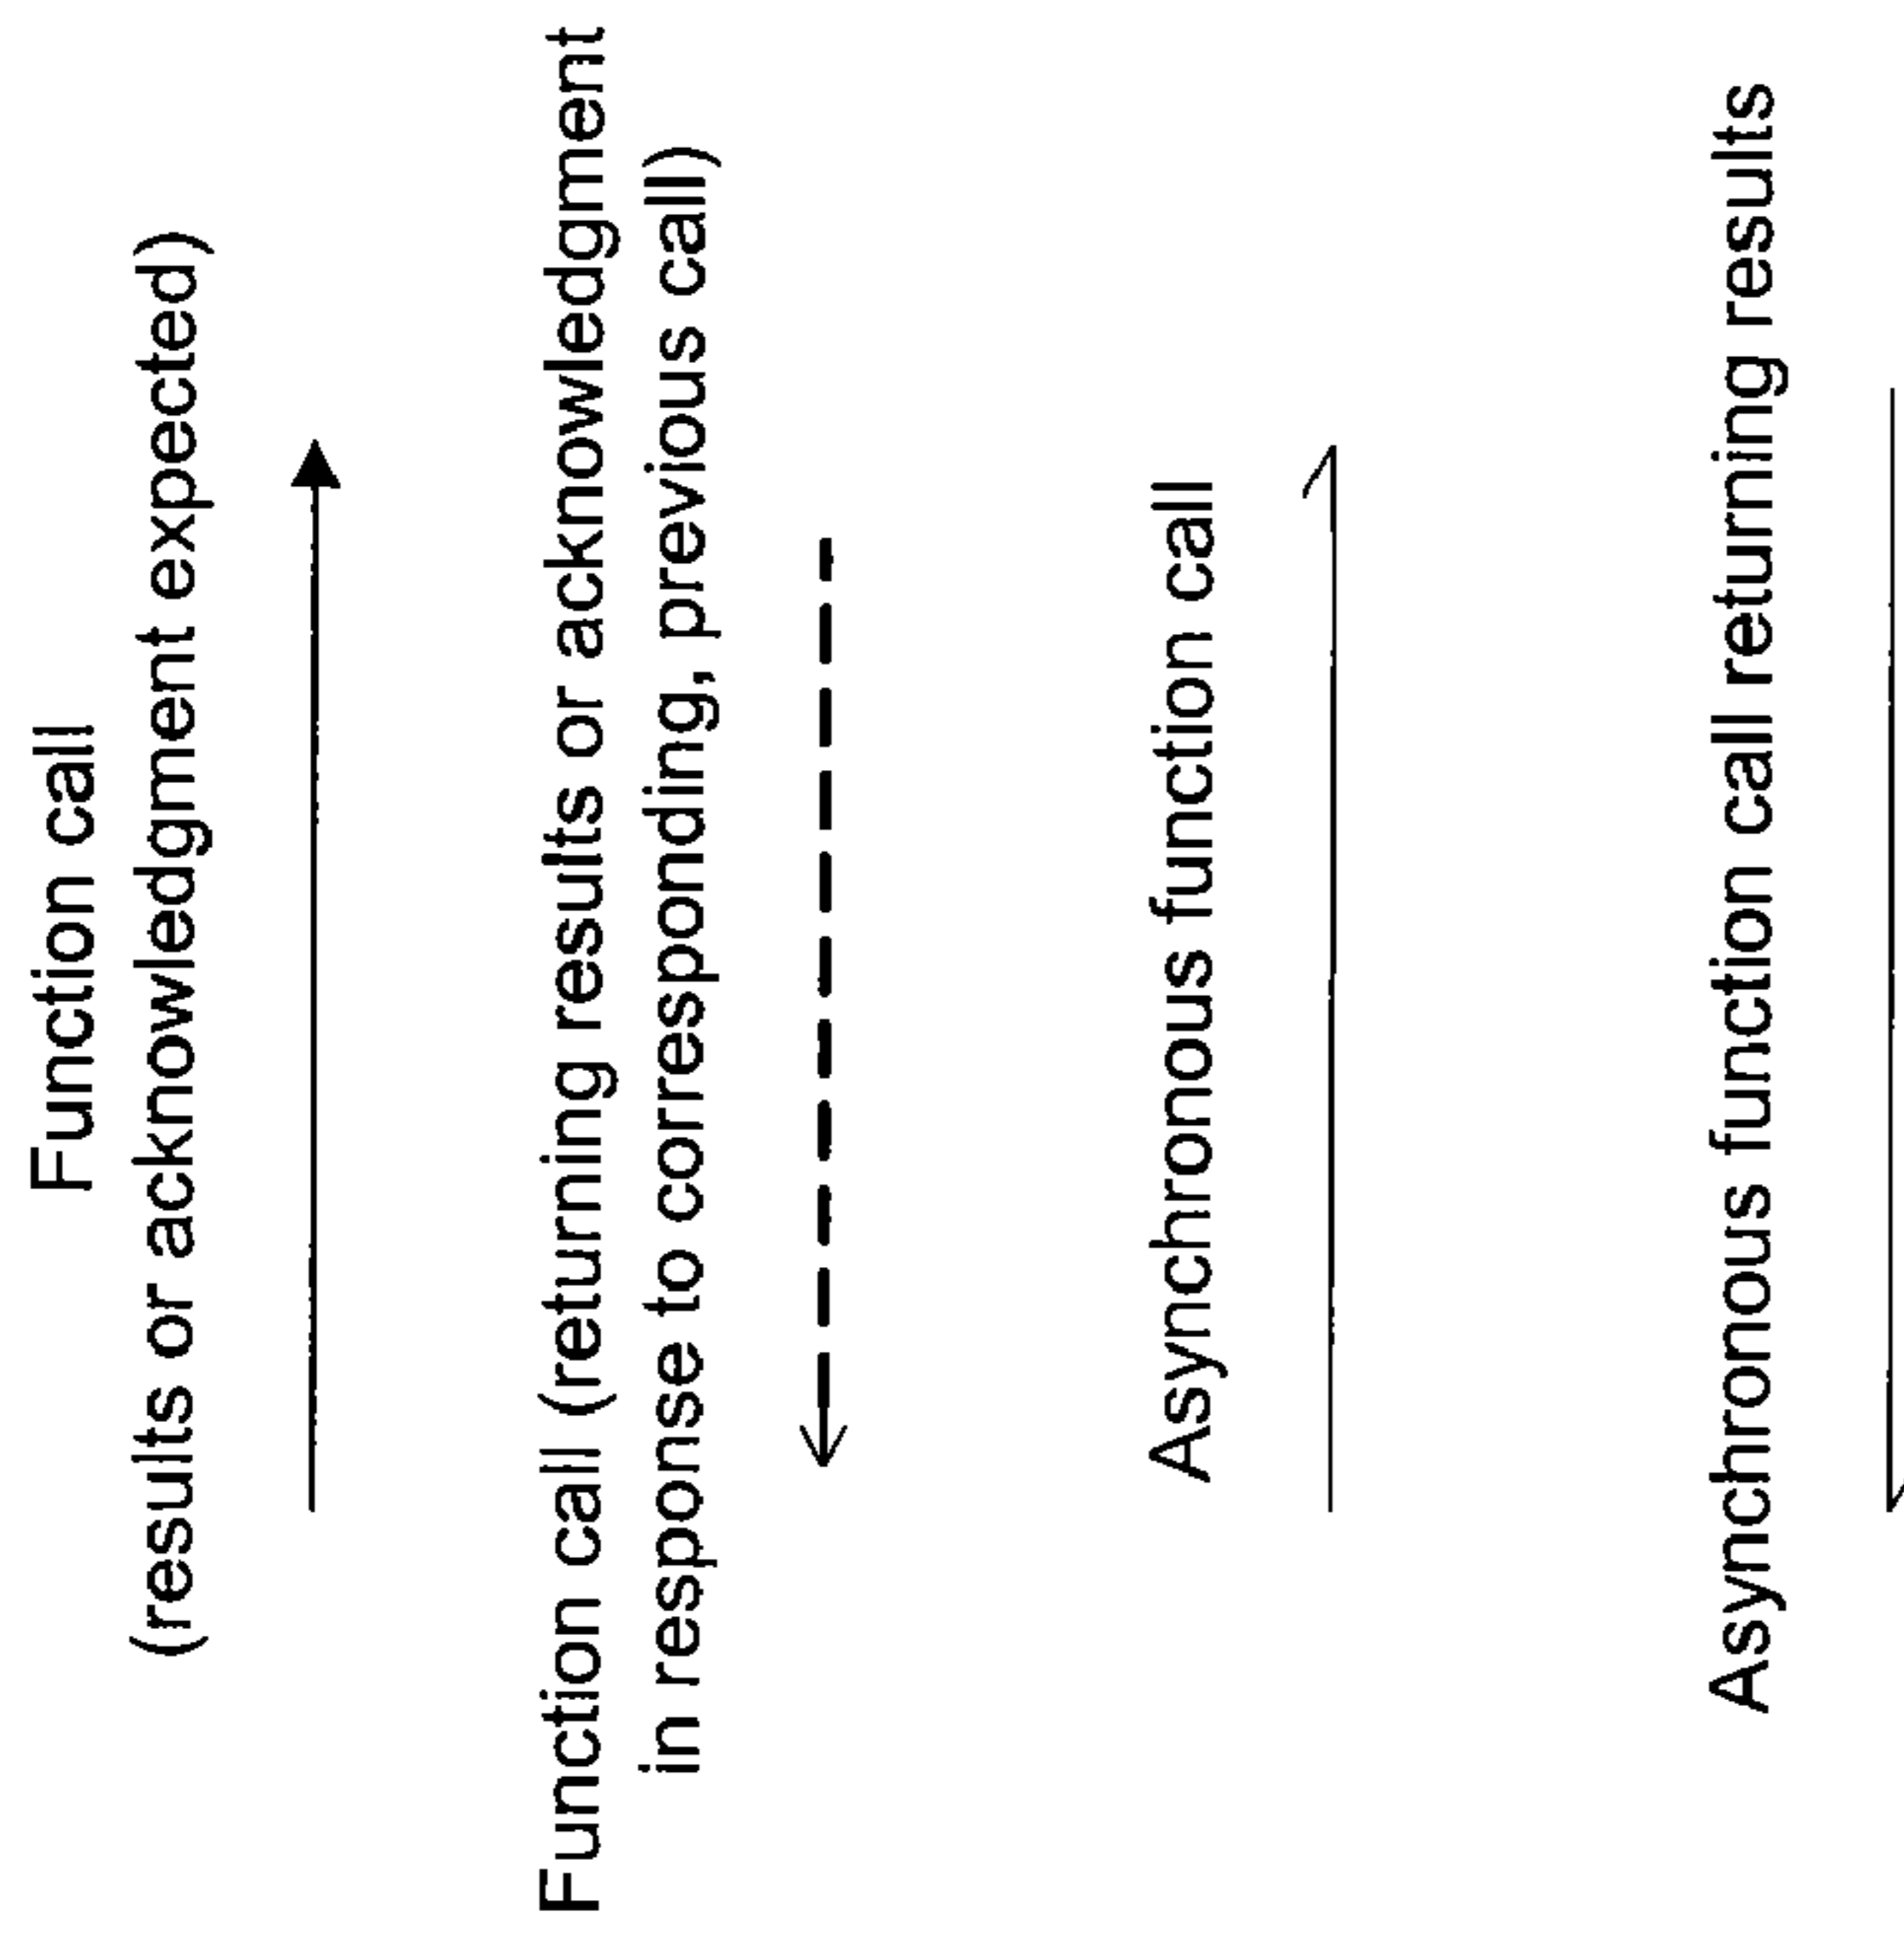 Function call
(results or acknowledgment expected)
Function call (returning results or acknowledgment
in response to corresponding, previous call)
Asynchronous function call
Asynchronous function call returning results